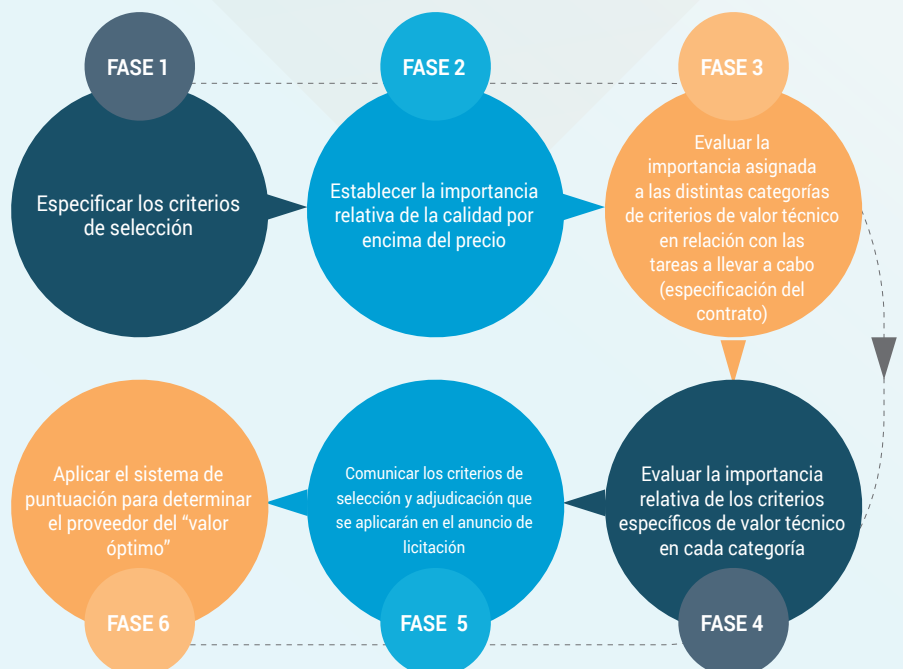 FASE 1
Especificar los criterios
de selección
FASE 2
Establecer la importancia
relativa de la calidad por
encima del precio
FASE 3
Evaluar la
importancia asignada
a las distintas categorías
de criterios de valor técnico
en relación con las
tareas a llevar a cabo
(especificación del
contrato)
Evaluar la importancia
relativa de los criterios
específicos de valor técnico
en cada categoría
FASE 4
Comunicar los criterios de
selección y adjudicación que
se aplicarán en el anuncio de
licitación
FASE 5
Aplicar el sistema de
puntuación para determinar
el proveedor del “valor
óptimo”
FASE 6